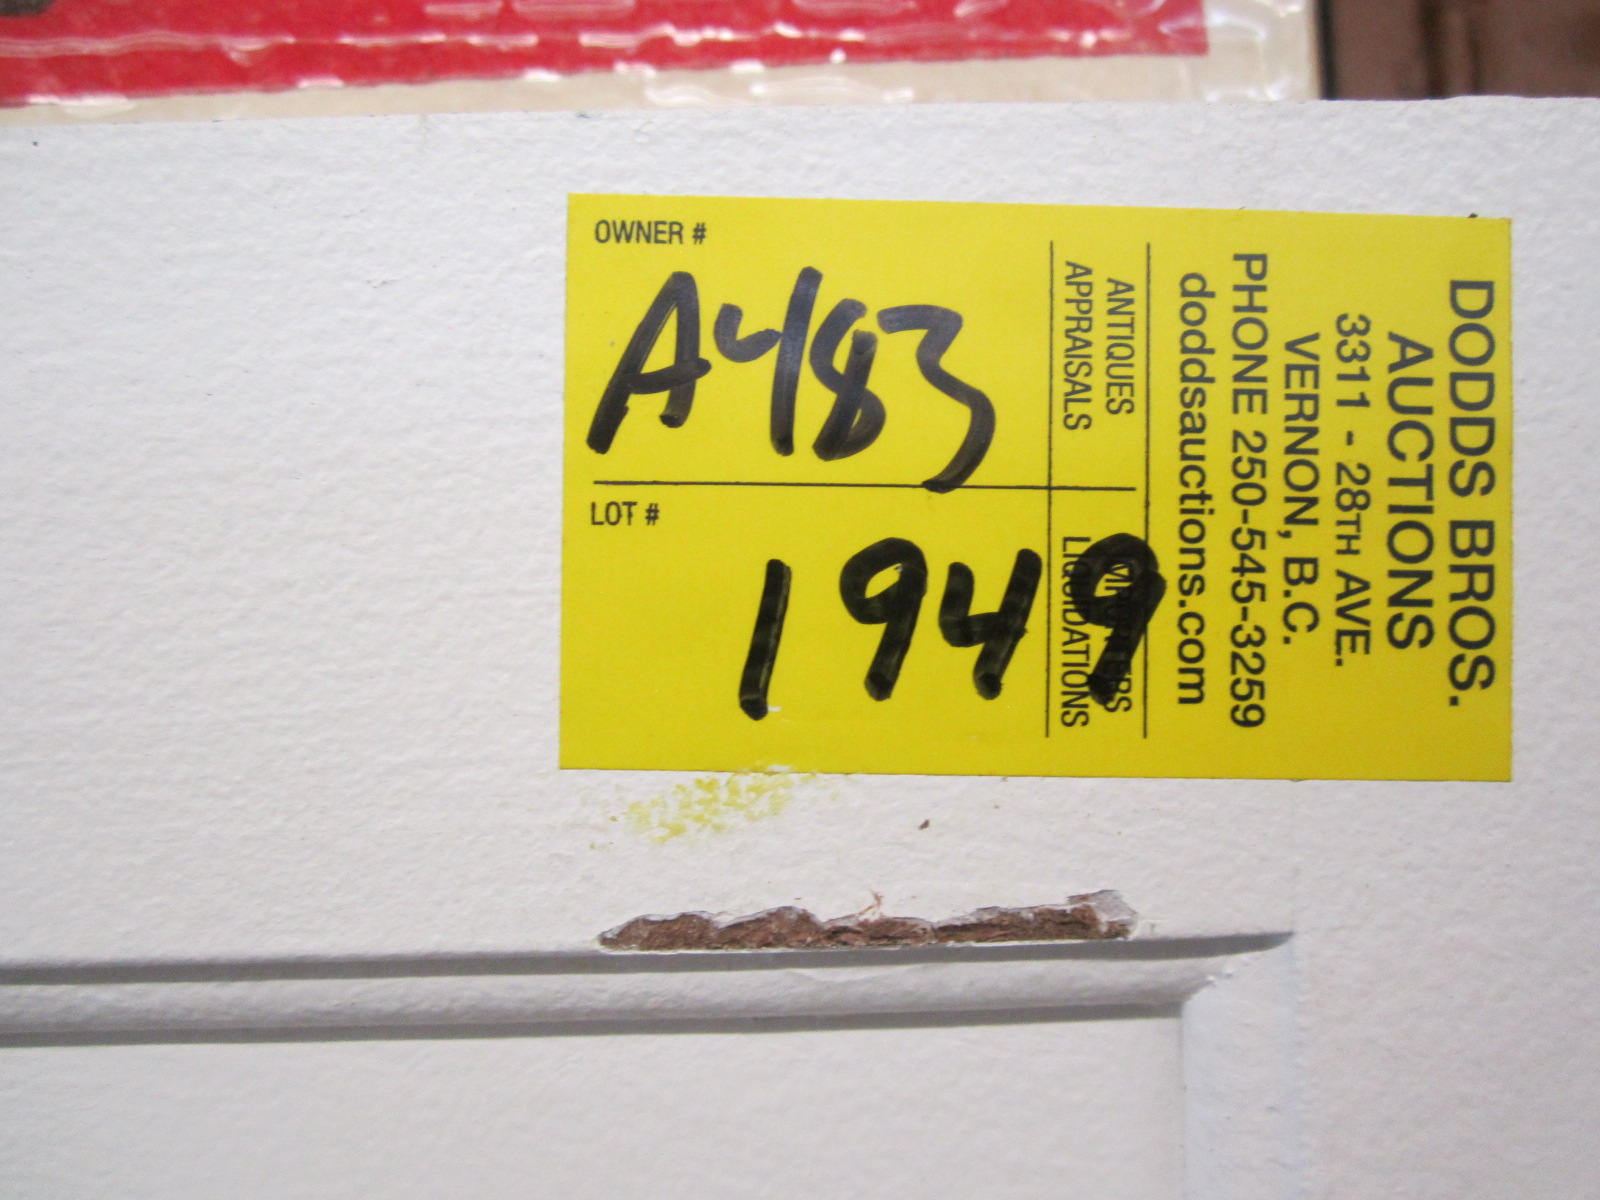 OWNER #
A483
LOT #
1949
DODDS BROS.
AUCTIONS
3311 - 28TH AVE.
VERNON, B.C.
PHONE 250-545-3259
doddsauctions.com
ANTIQUES
APPRAISALS
LIQUIDATIONS